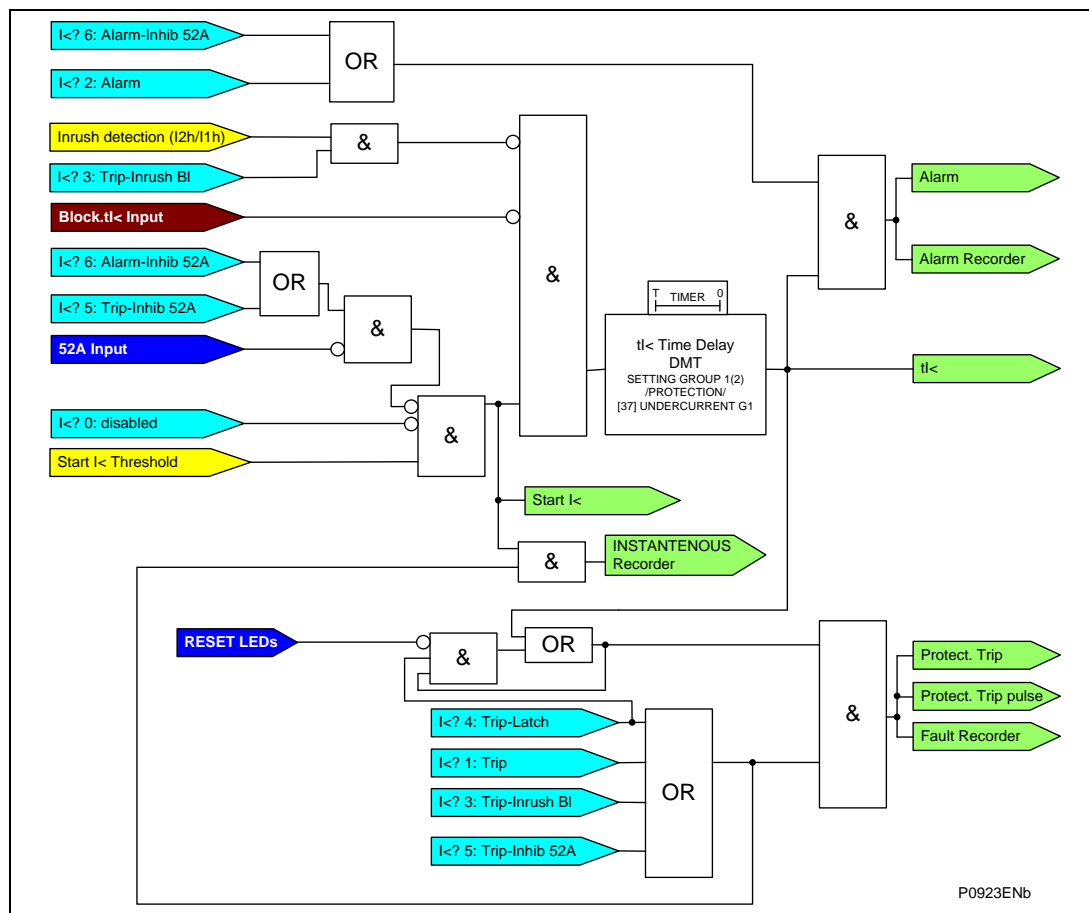 I<? 6: Alarm-Inhib 52A
OR
I<? 2: Alarm
Inrush detection (I2h/I1h)
&
&
I<? 3: Trip-Inrush Bl
Alarm
Block.tI< Input
&
Alarm Recorder
I<? 6: Alarm-Inhib 52A
OR
I<? 5: Trip-Inhib 52A
&
52A Input
T TIMER 0
tI< Time Delay
DMT
SETTING GROUP 1(2)
/PROTECTION/
[37] UNDERCURRENT G1
tI<
I<? 0: disabled
&
Start I< Threshold
Start I<
&
INSTANTENOUS
Recorder
RESET LEDs
&
OR
Protect. Trip
Protect. Trip pulse
&
Fault Recorder
I<? 4: Trip-Latch
I<? 1: Trip
OR
I<? 3: Trip-Inrush Bl
I<? 5: Trip-Inhib 52A
P0923ENb